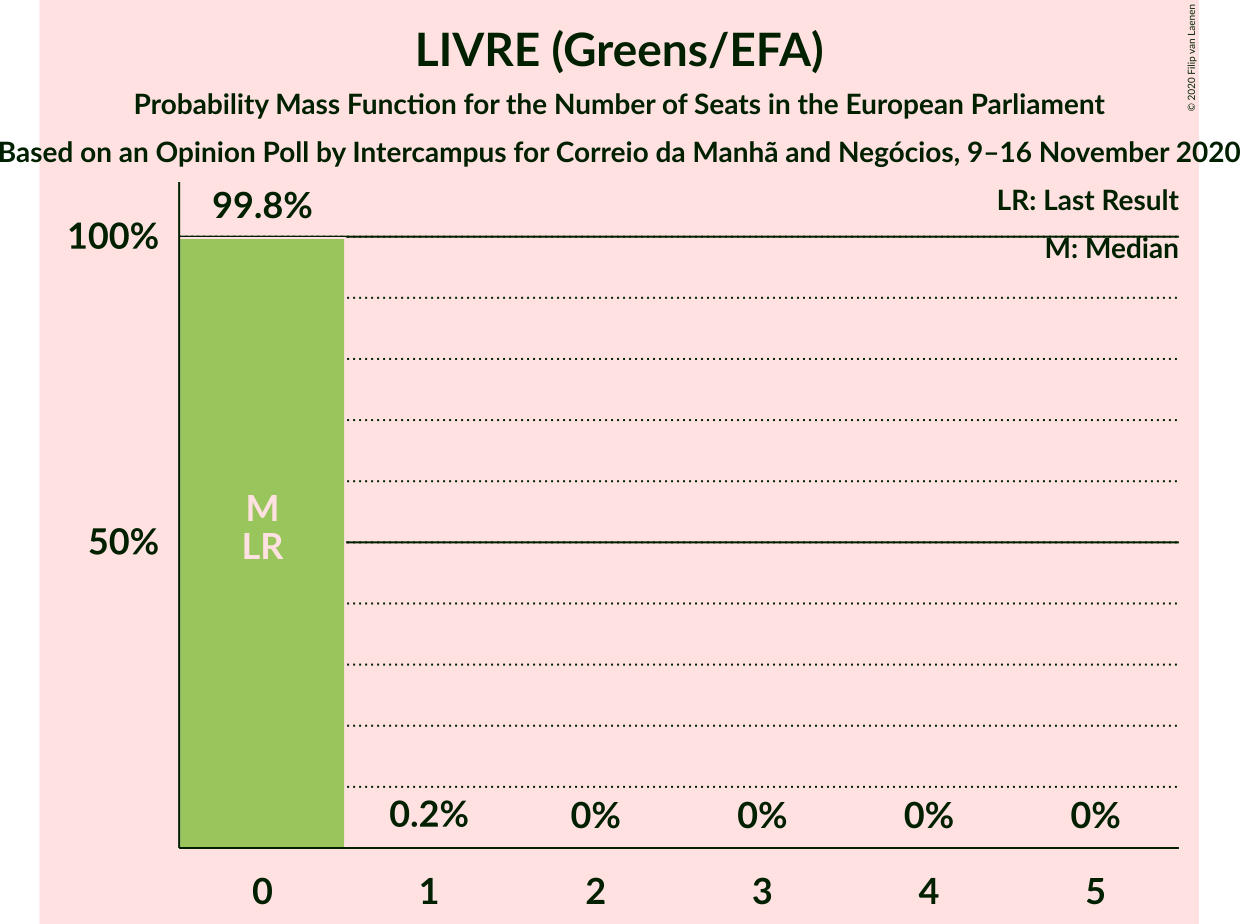 LIVRE (Greens/EFA)
Probability Mass Function for the Number of Seats in the European Parliament
Based on an Opinion Poll by Intercampus for Correio da Manhã and Negócios, 9–16 November 2020
© 2020 Filip van Laenen
LR: Last Result
M: Median
99.8%
100%
50%
M
LR
0.2%
0%
0%
0%
0%
0
1
2
3
4
5